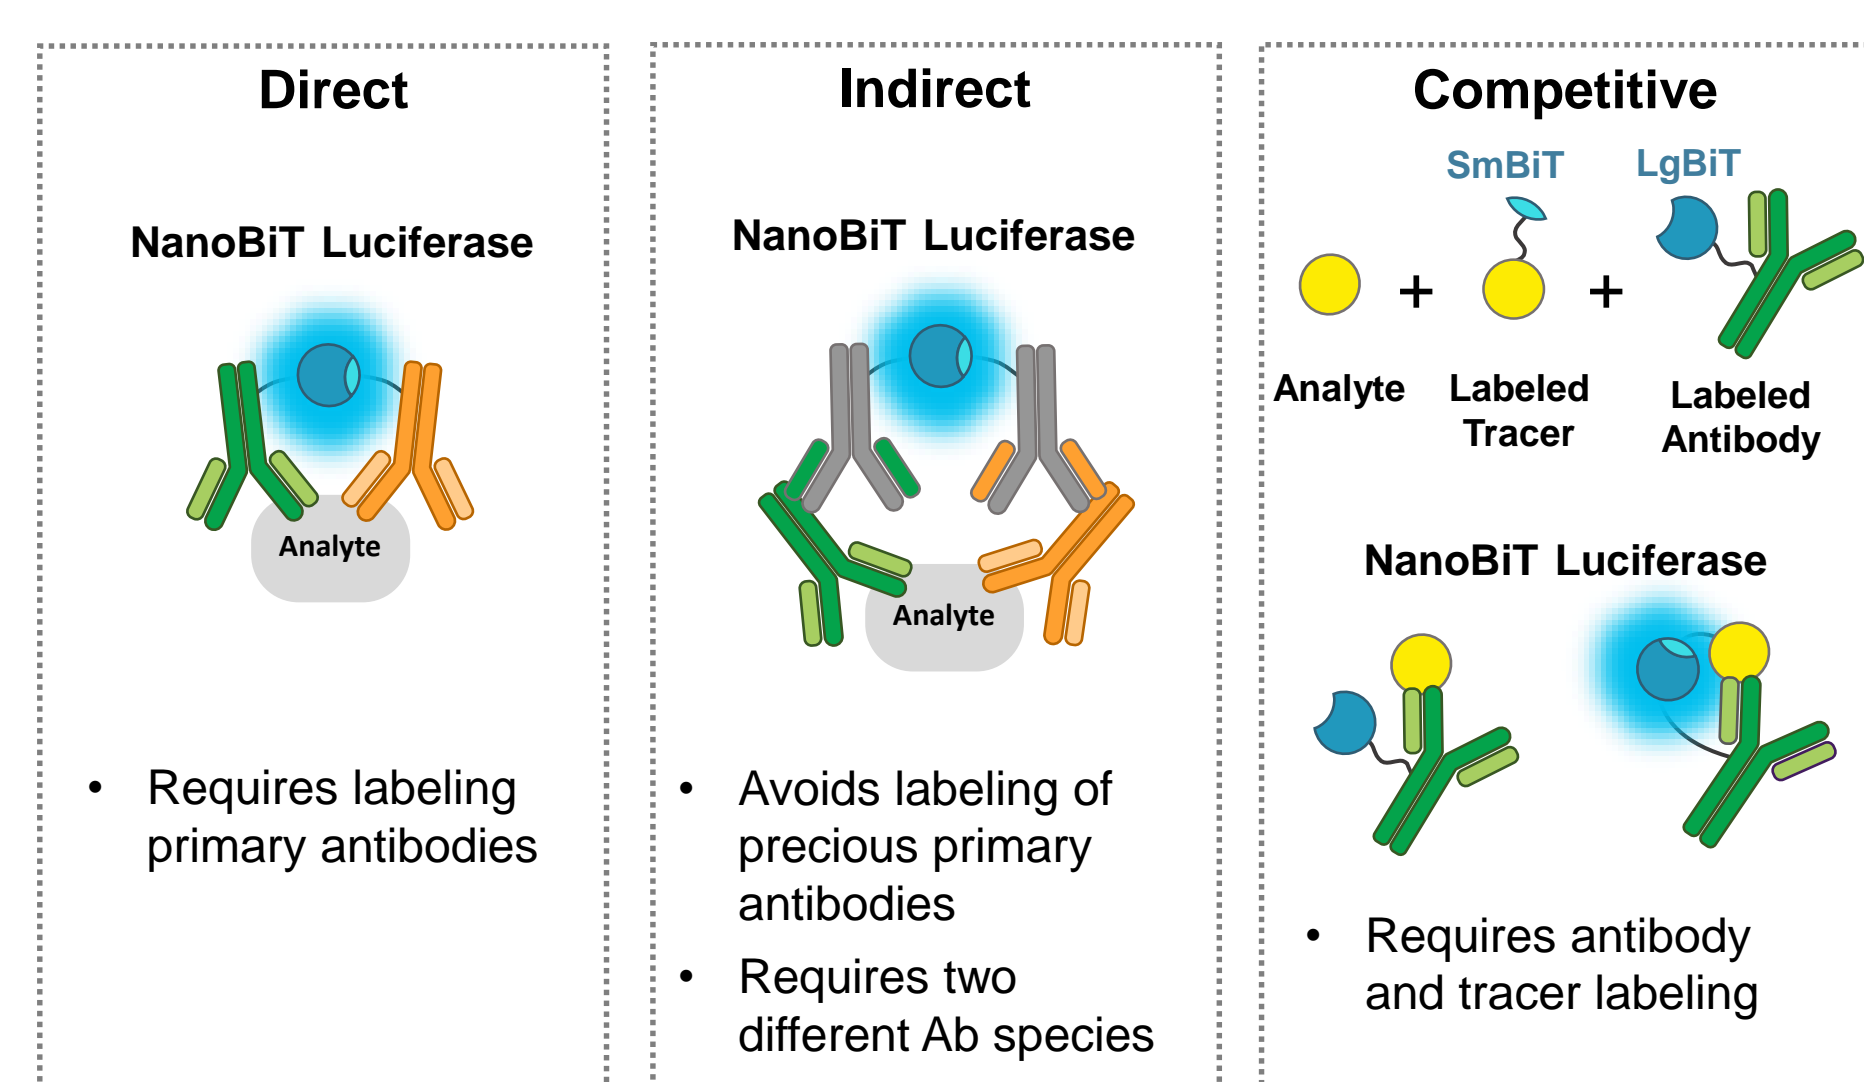 Direct
NanoBiT Luciferase
Analyte
• Requires labeling
primary antibodies
Indirect
NanoBiT Luciferase
Analyte
• Avoids labeling of
precious primary
antibodies
• Requires two
different Ab species
Competitive
SmBiT LgBiT
+ +
Analyte Labeled Labeled
Tracer Antibody
NanoBiT Luciferase
• Requires antibody
and tracer labeling